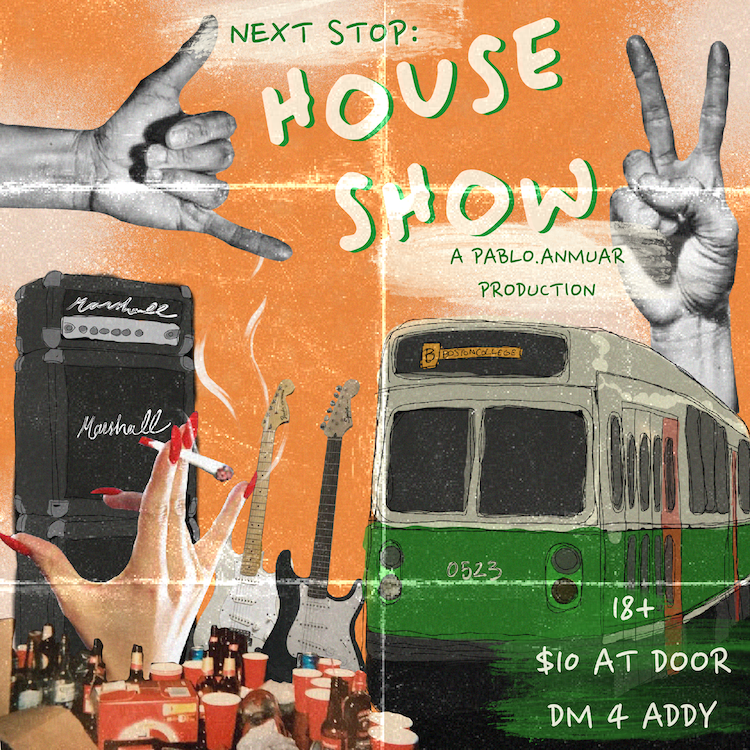 NEXT STOP:
HOUSE
SHOW
A PABLO.ANMUAR
PRODUCTION
Marshall
Marshall
B BOSTON COLLEGE
0523
18+
$10 AT DOOR
DM 4 ADDY